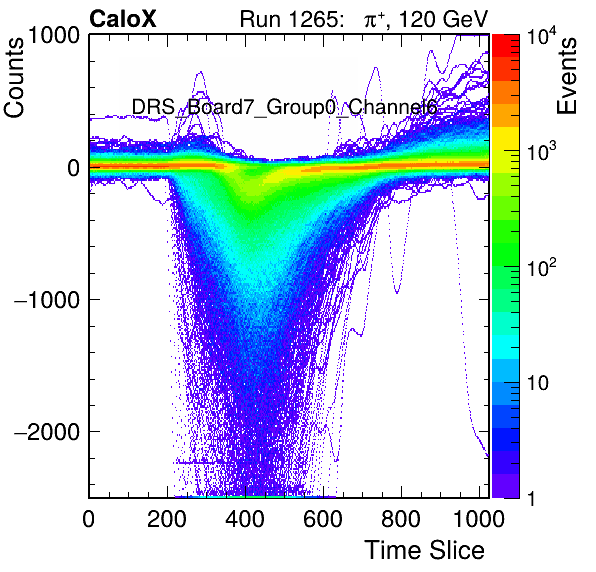 CaloX Run 1265: π⁺, 120 GeV
Counts
Events
DRS_Board7_Group0_Channel6
1000
0
−1000
−2000
0 200 400 600 800 1000
Time Slice
10⁴
10³
10²
10
1